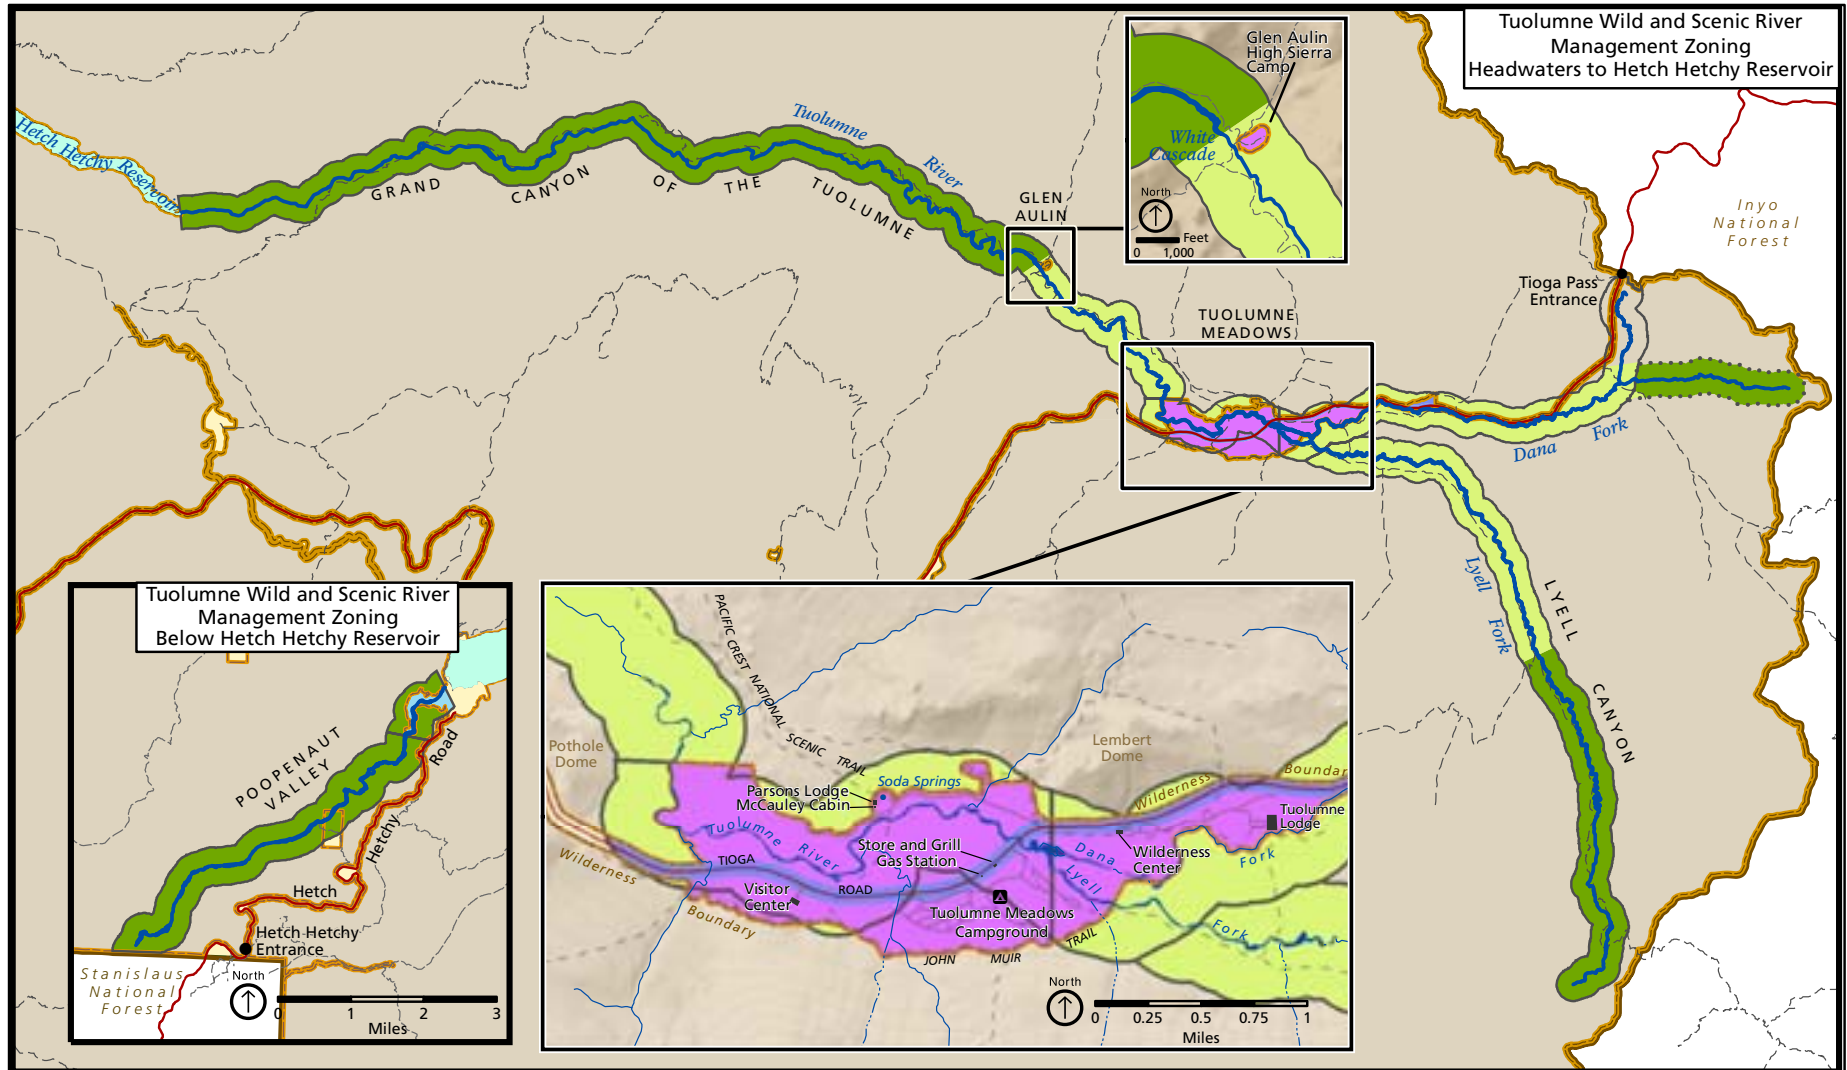 Tuolumne Wild and Scenic River
Management Zoning
Headwaters to Hetch Hetchy Reservoir
Glen Aulin
High Sierra
Camp
White
Cascade
North
Feet
0 1,000
Hetch Hetchy Reservoir
Tuolumne
River
GRAND CANYON OF THE TUOLUMNE
GLEN
AULIN
Inyo
National
Forest
Tioga Pass
Entrance
TUOLUMNE
MEADOWS
Dana
Fork
Lyell
Fork
LYELL
CANYON
Tuolumne Wild and Scenic River
Management Zoning
Below Hetch Hetchy Reservoir
POOPENAUT
VALLEY
Road
Hetchy
Hetch
Hetch Hetchy
Entrance
Stanislaus
National
Forest
North
0 1 2 3
Miles
PACIFIC CREST NATIONAL SCENIC TRAIL
Pothole
Dome
Lembert
Dome
Soda Springs
Parsons Lodge
McCauley Cabin
Wilderness
Boundar
Tuolumne
Lodge
Tuolumne
River
Store and Grill
Gas Station
Dana
Fork
Wilderness
Center
Wilderness
Boundary
TIOGA
ROAD
Visitor
Center
Lyell
Fork
Tuolumne Meadows
Campground
JOHN MUIR TRAIL
North
0 0.25 0.5 0.75 1
Miles